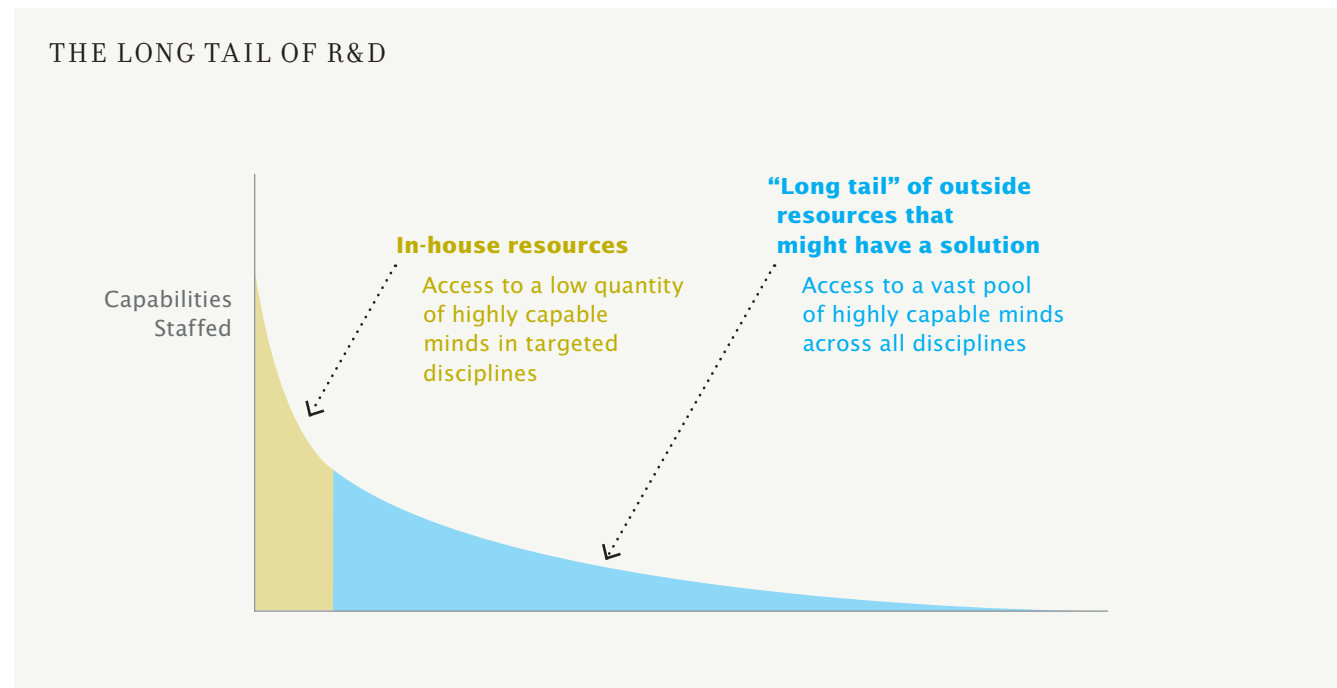 THE LONG TAIL OF R&D
Capabilities
Staffed
In-house resources
Access to a low quantity
of highly capable
minds in targeted
disciplines
“Long tail” of outside
resources that
might have a solution
Access to a vast pool
of highly capable minds
across all disciplines